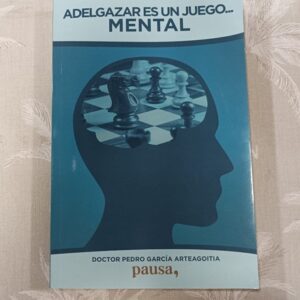 ADELGAZAR ES UN JUEGO...
MENTAL
DOCTOR PEDRO GARCÍA ARTEAGOITIA
pausa,